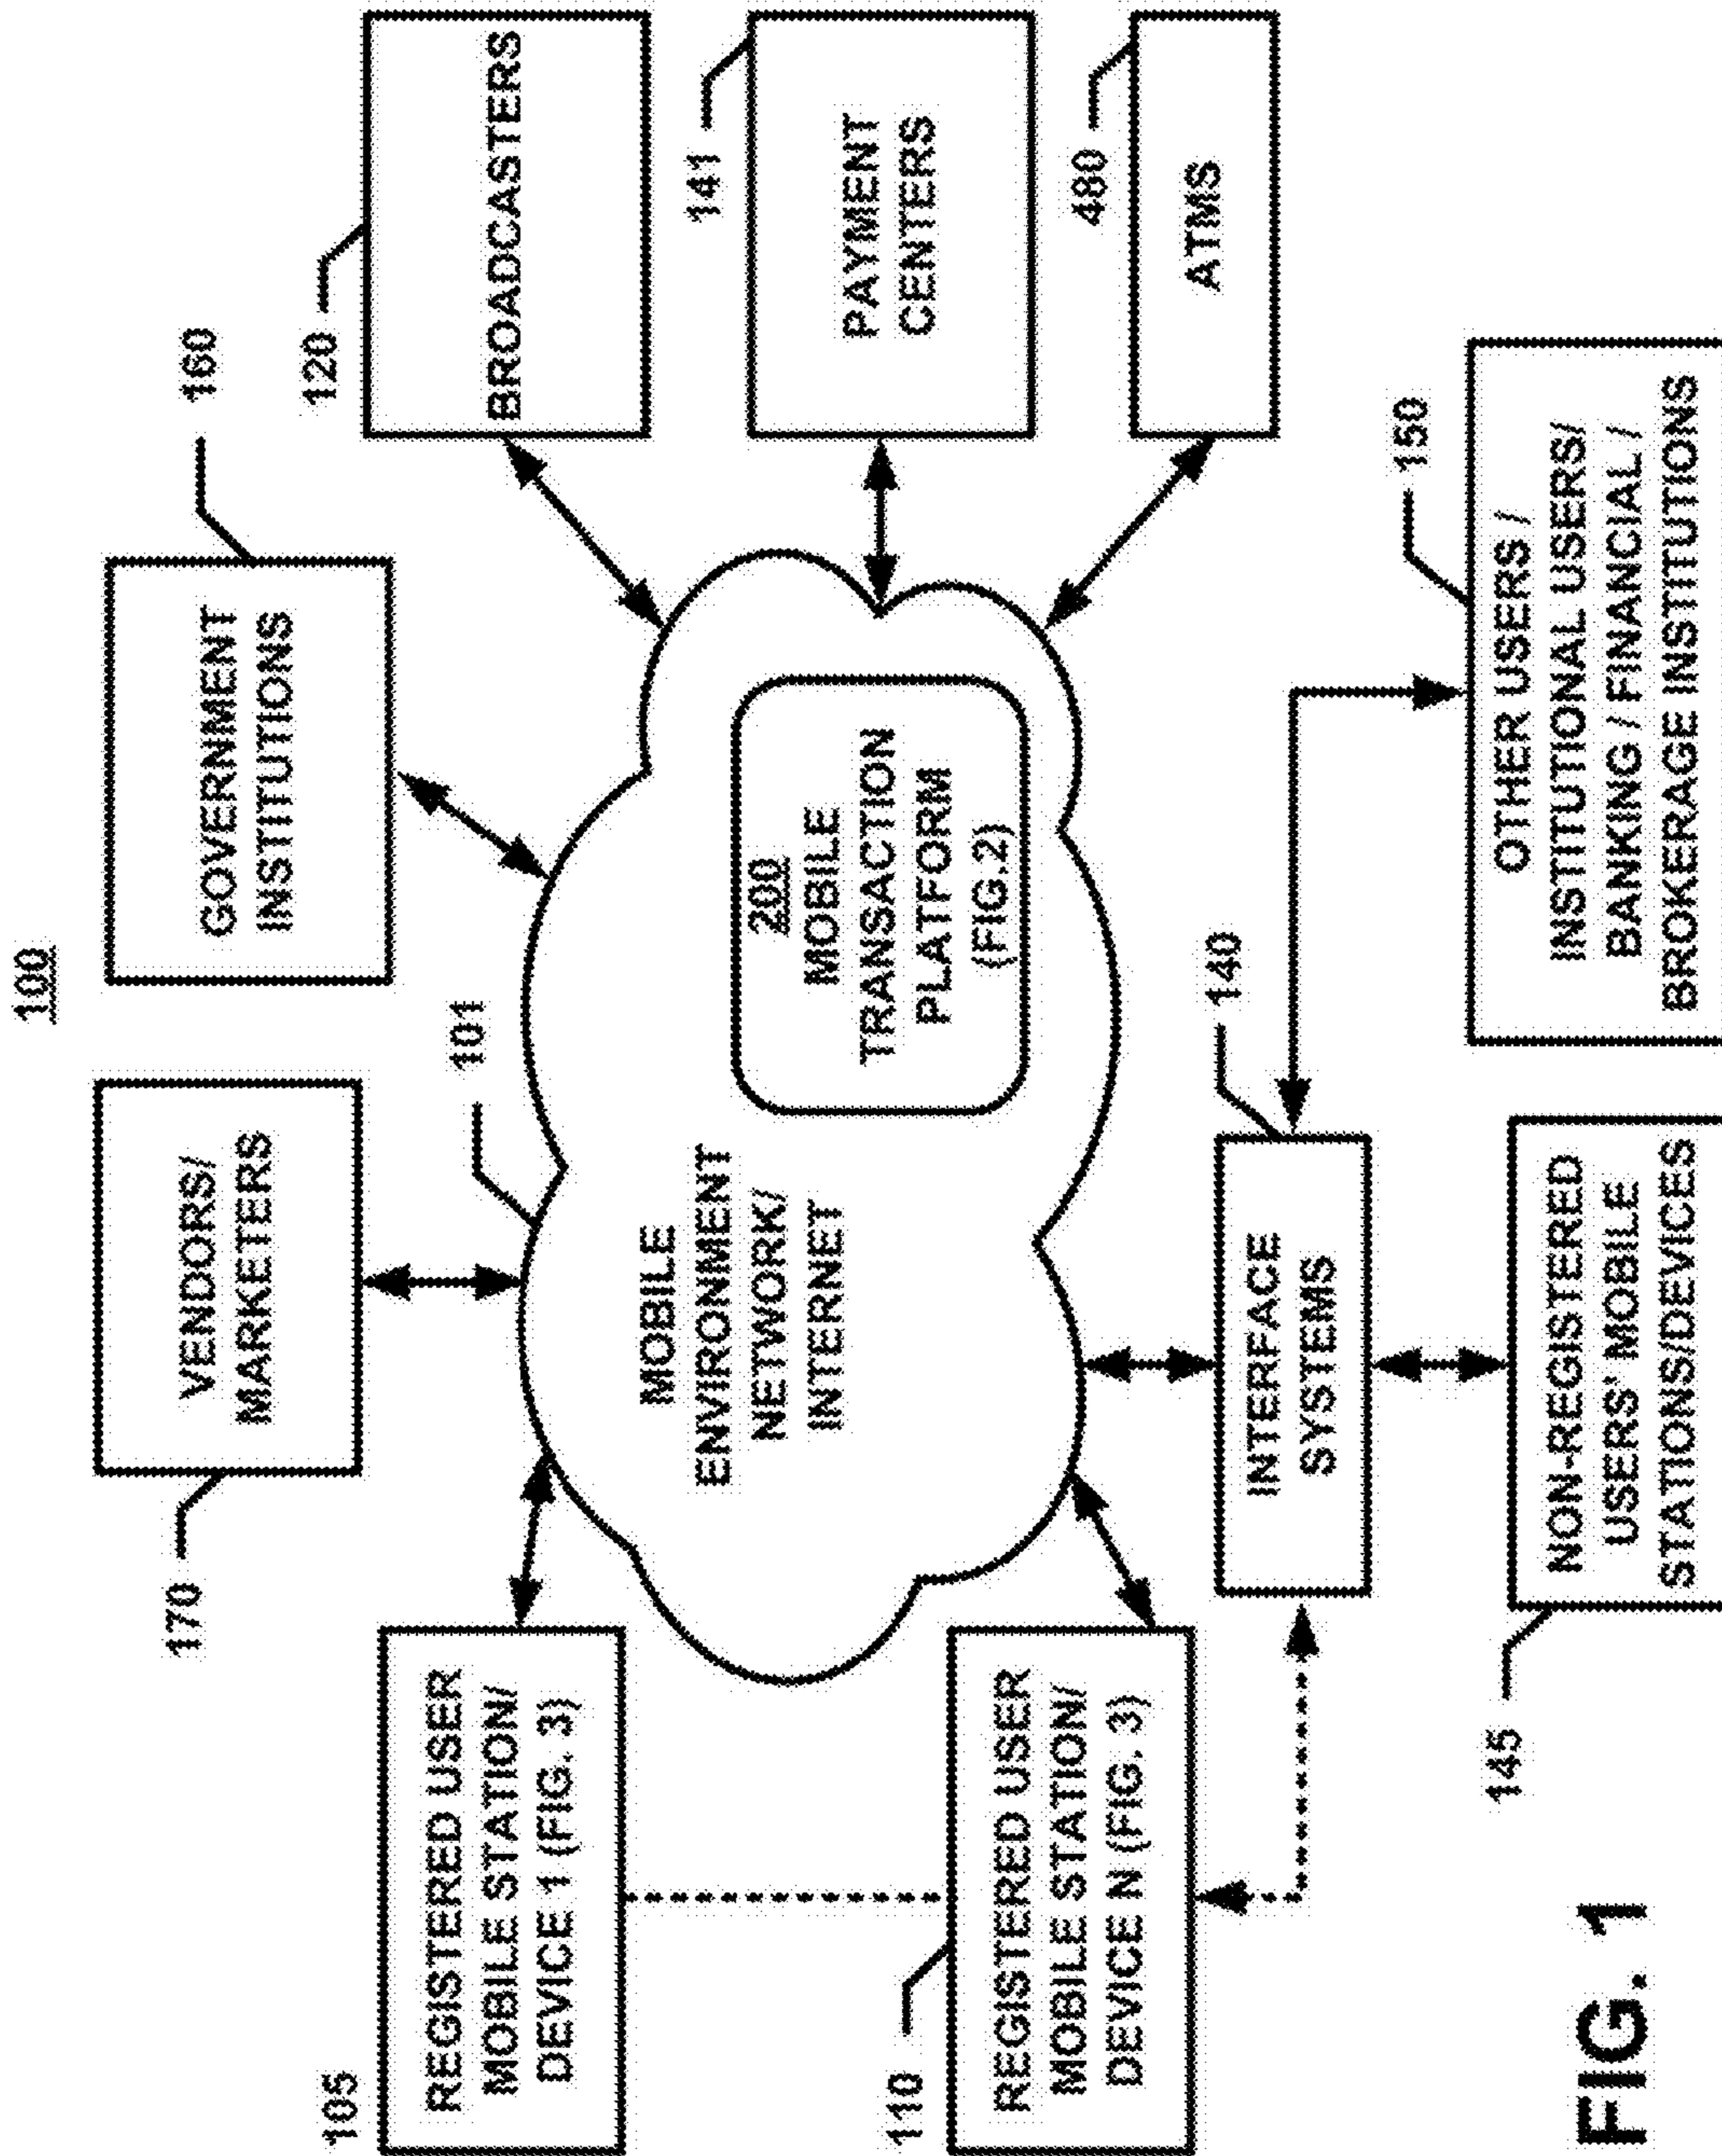 100
170
VENDORS/
MARKETERS
GOVERNMENT
INSTITUTIONS
160
101
105
REGISTERED USER
MOBILE STATION/
DEVICE 1 (FIG. 3)
MOBILE
ENVIRONMENT
NETWORK/
INTERNET
200
MOBILE
TRANSACTION
PLATFORM
(FIG.2)
120
BROADCASTERS
141
PAYMENT
CENTERS
480
ATMS
110
REGISTERED USER
MOBILE STATION/
DEVICE N (FIG. 3)
140
INTERFACE
SYSTEMS
150
OTHER USERS /
INSTITUTIONAL USERS/
BANKING / FINANCIAL /
BROKERAGE INSTITUTIONS
145
NON-REGISTERED
USERS' MOBILE
STATIONS/DEVICES
FIG. 1